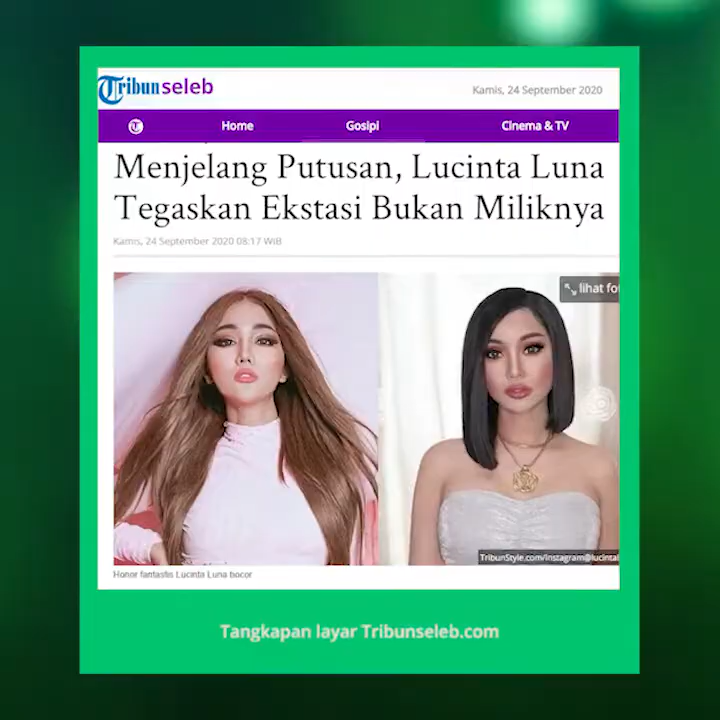 Tribunseleb
Kamis, 24 September 2020
Home Gosipl Cinema & TV
Menjelang Putusan, Lucinta Luna
Tegaskan Ekstasi Bukan Miliknya
Kamis, 24 September 2020 08:17 WIB
lihat fo
TribunStyle.com/Instagram@lucintal
Honor fantastis Lucinta Luna bocor
Tangkapan layar Tribunseleb.com